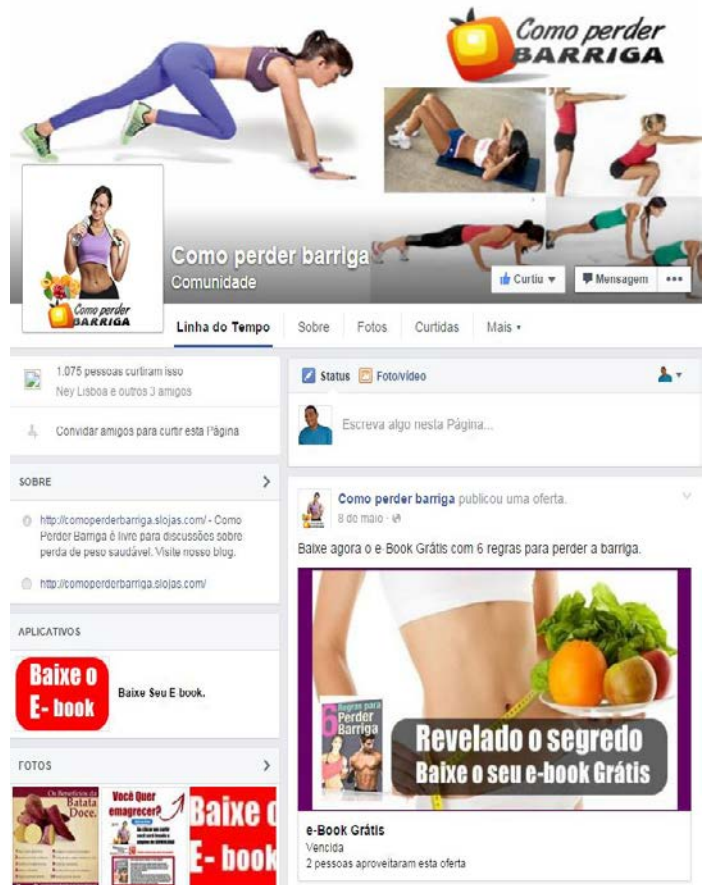 Como perder
BARRIGA
Como perder
BARRIGA
Como perder barriga
Comunidade
Curtiu
Mensagem
Linha do Tempo
Sobre
Fotos
Curtidas
Mais
1.075 pessoas curtiram isso
Ney Lisboa e outros 3 amigos
Convidar amigos para curtir esta Página
SOBRE
http://comoperderbarriga.slojas.com/ - Como
Perder Barriga é livre para discussões sobre
perda de peso saudável. Visite nosso blog.
http://comoperderbarriga.slojas.com/
APLICATIVOS
Baixe o
E- book
Baixe Seu E book.
FOTOS
Os Benefícios da
Batata
Doce.
Você Quer
emagrecer?
Baixe o
E- book
Status
Foto/vídeo
Escreva algo nesta Página...
Como perder barriga publicou uma oferta.
8 de maio
Baixe agora o e-Book Grátis com 6 regras para perder a barriga.
6 Regras para
Perder
Barriga
Revelado o segredo
Baixe o seu e-book Grátis
e-Book Grátis
Vencida
2 pessoas aproveitaram esta oferta